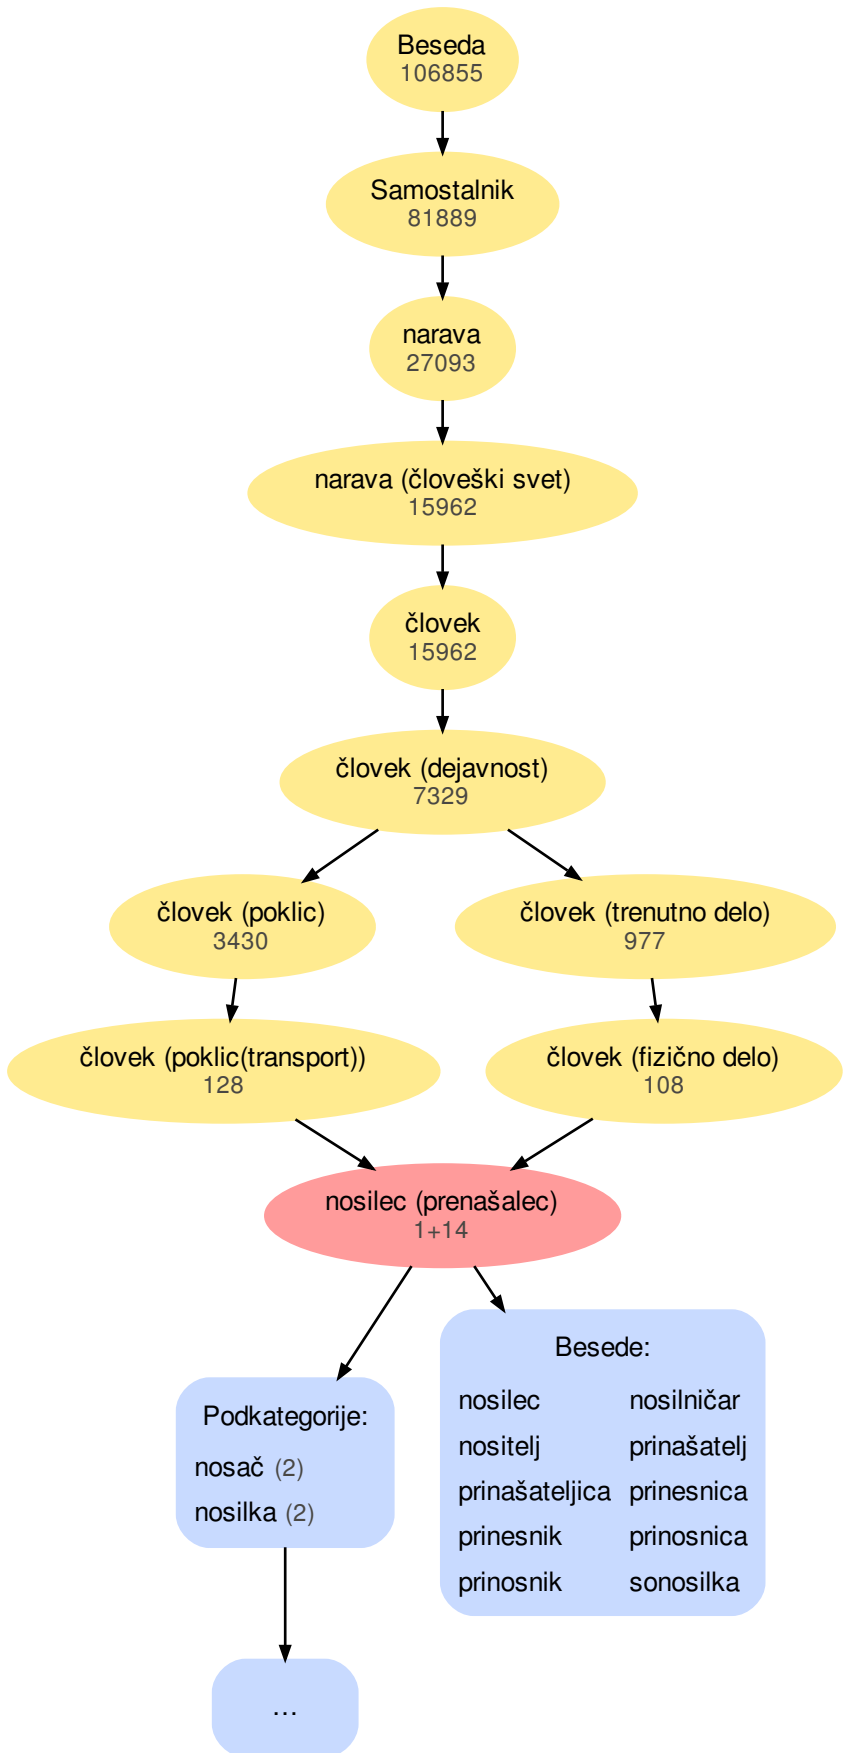 Beseda
106855
Samostalnik
81889
narava
27093
narava (človeški svet)
15962
človek
15962
človek (dejavnost)
7329
človek (poklic)
3430
človek (trenutno delo)
977
človek (poklic(transport))
128
človek (fizično delo)
108
nosilec (prenašalec)
1+14
Podkategorije:
nosač (2)
nosilka (2)
...
Besede:
nosilec nosilničar
nositelj prinašatelj
prinašateljica prinesnica
prinesnik prinosnica
prinosnik sonosilka